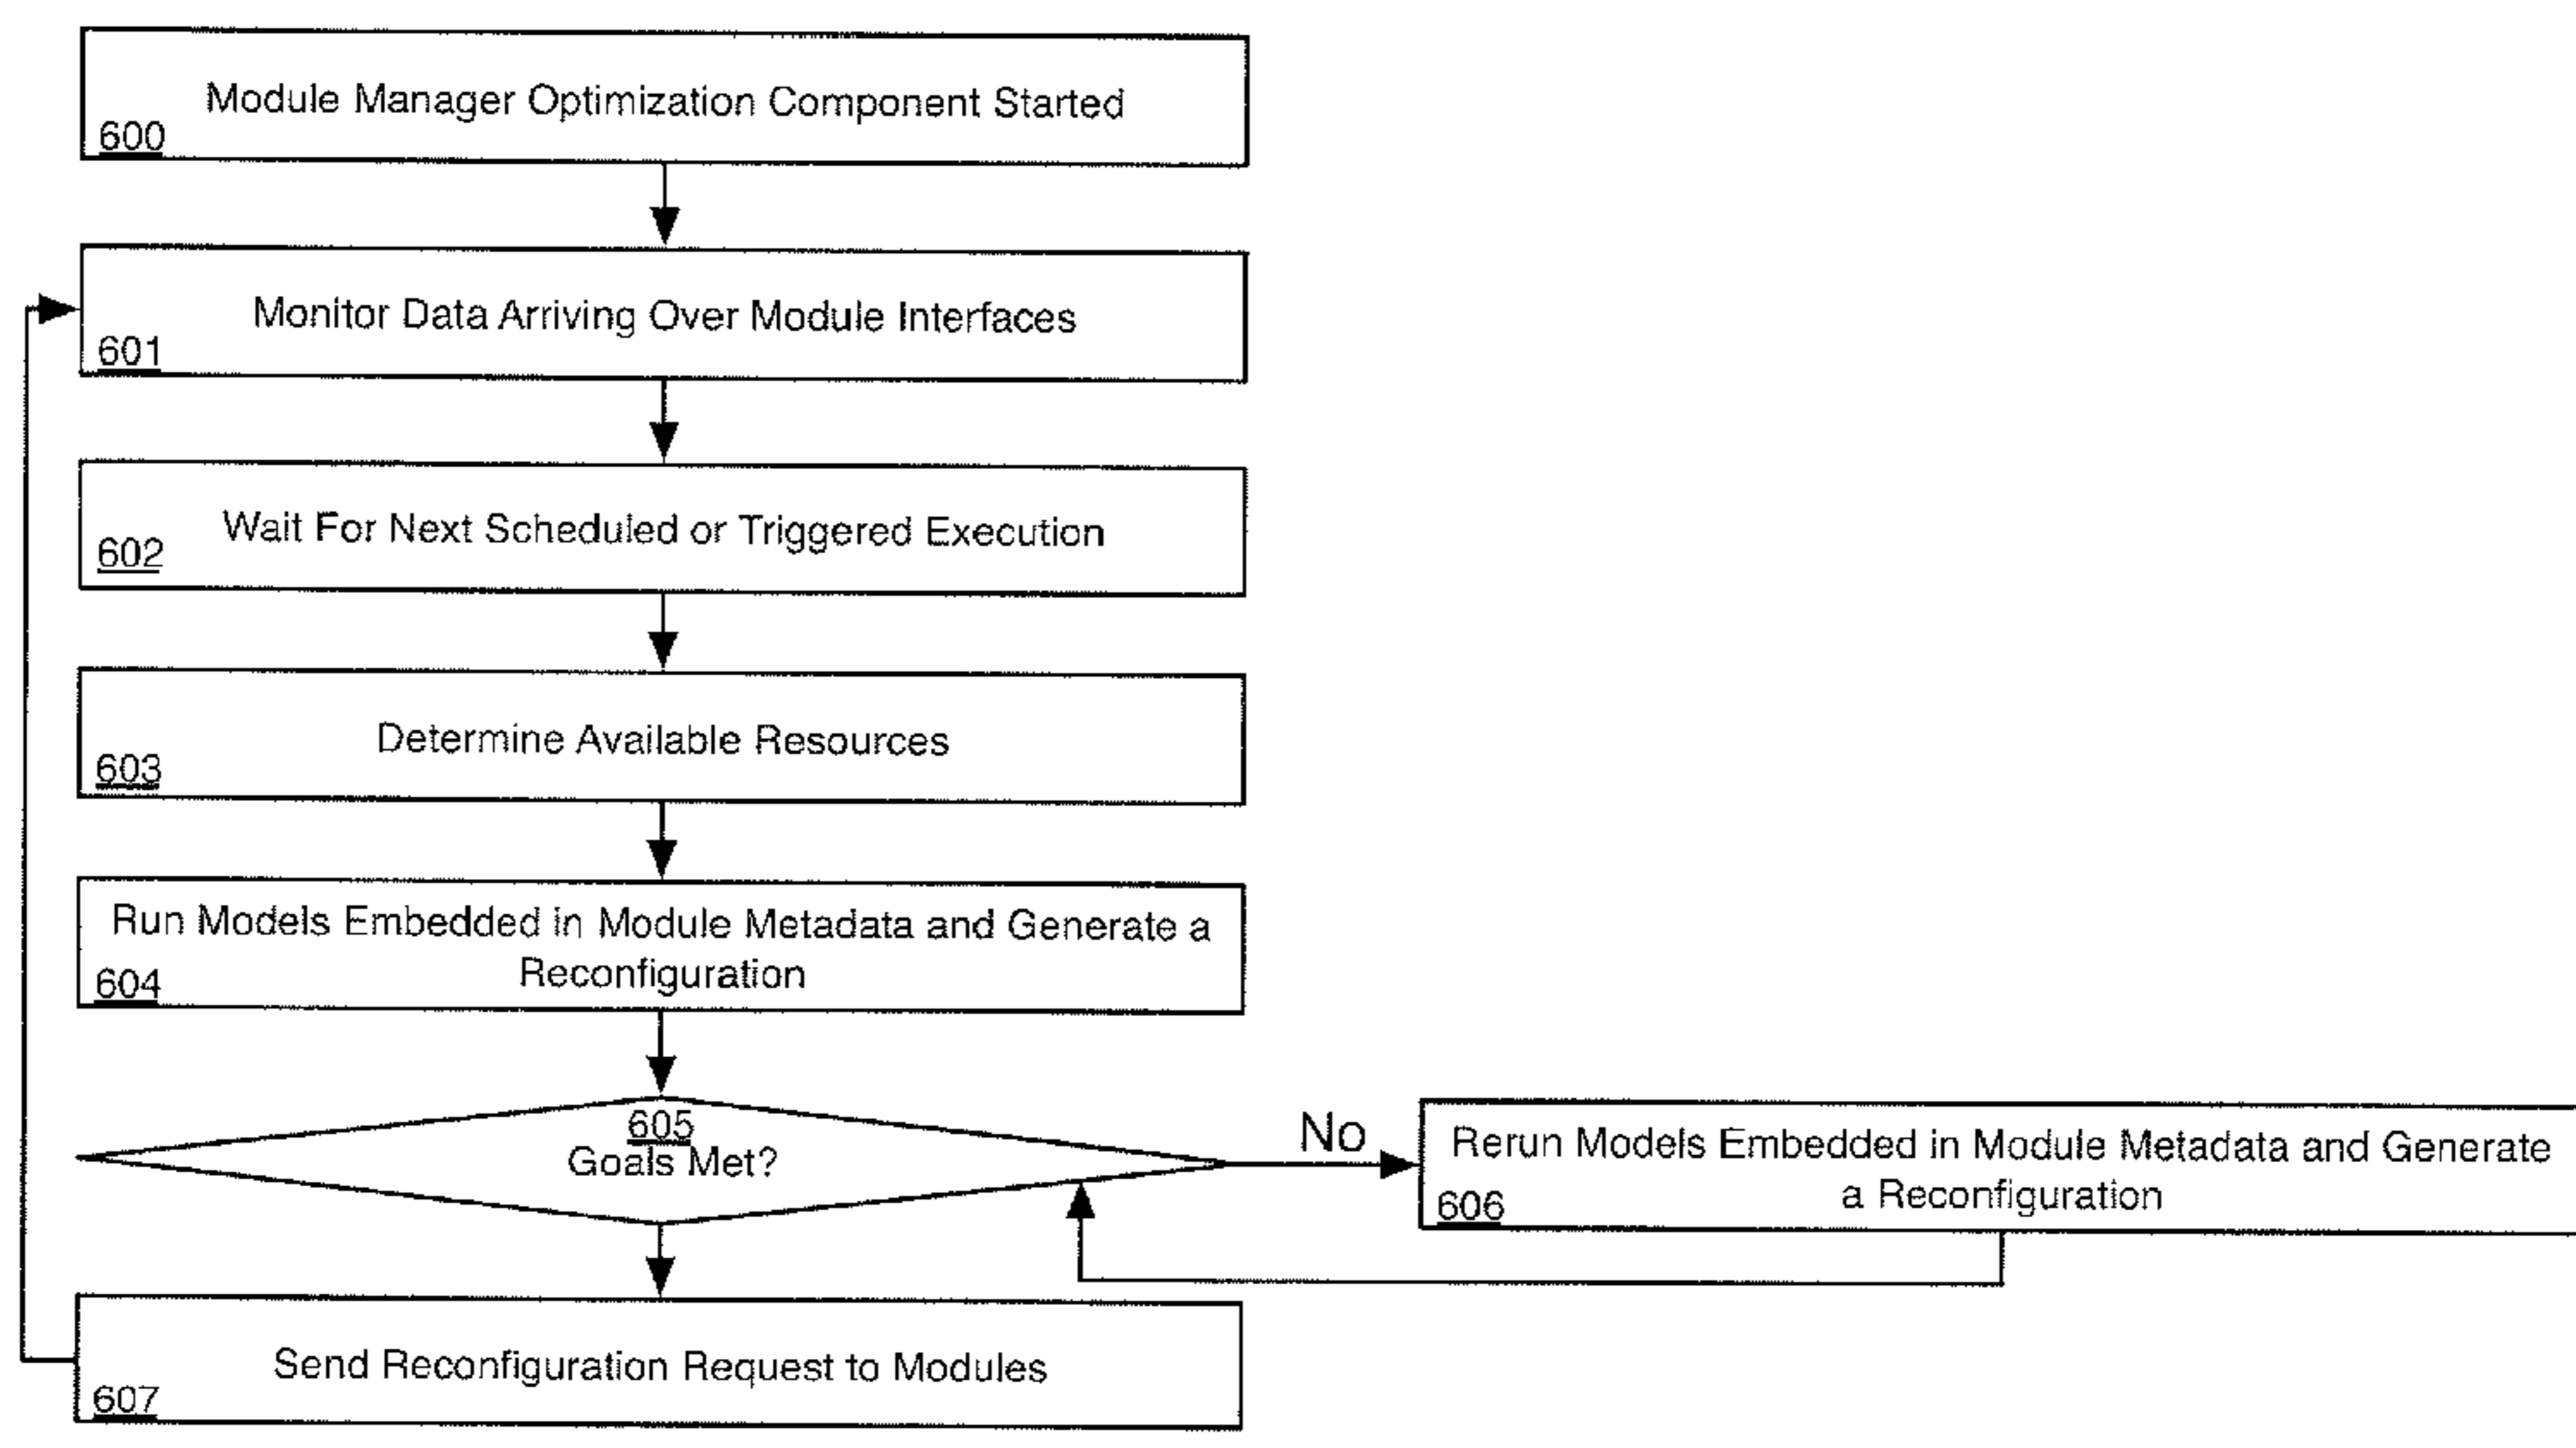 Module Manager Optimization Component Started
600
Monitor Data Arriving Over Module Interfaces
601
Wait For Next Scheduled or Triggered Execution
602
Determine Available Resources
603
Run Models Embedded in Module Metadata and Generate a
Reconfiguration
604
605
Goals Met?
No
Rerun Models Embedded in Module Metadata and Generate
a Reconfiguration
606
Send Reconfiguration Request to Modules
607